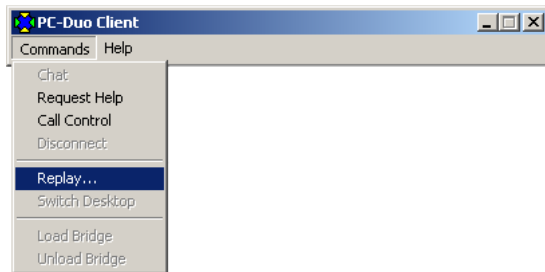 PC-Duo Client
Commands Help
Chat
Request Help
Call Control
Disconnect
Replay...
Switch Desktop
Load Bridge
Unload Bridge